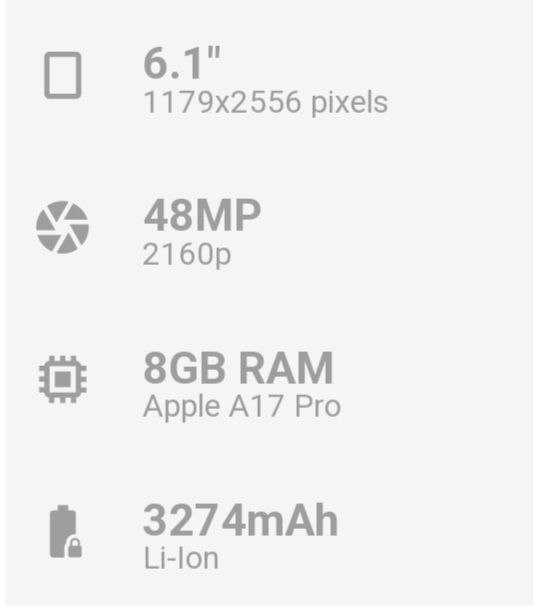 6.1"
1179x2556 pixels
48MP
2160p
8GB RAM
Apple A17 Pro
3274mAh
Li-Ion